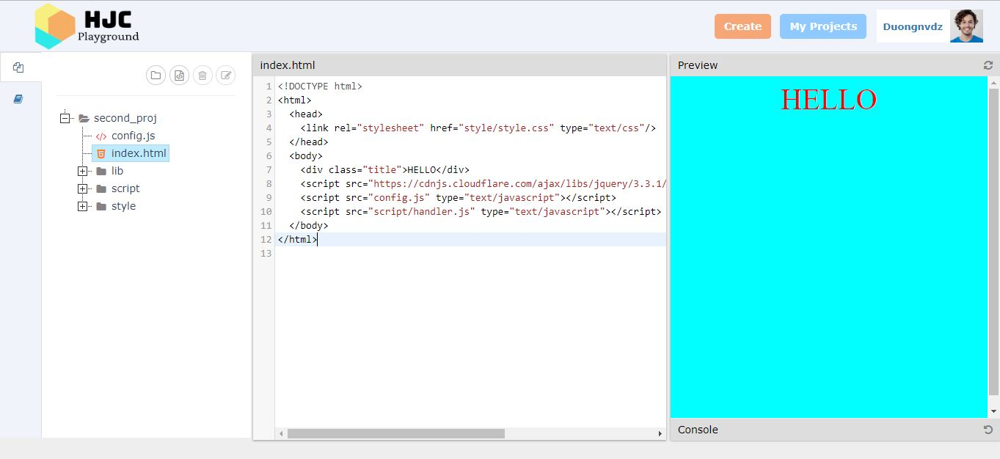 HJC
Playground
Create
My Projects
Duongnvdz
second_proj
config.js
index.html
lib
script
style
index.html
1 <!DOCTYPE html>
2 <html>
3   <head>
4     <link rel="stylesheet" href="style/style.css" type="text/css"/>
5   </head>
6   <body>
7     <div class="title">HELLO</div>
8     <script src="https://cdnjs.cloudflare.com/ajax/libs/jquery/3.3.1/
9     <script src="config.js" type="text/javascript"></script>
10     <script src="script/handler.js" type="text/javascript"></script>
11   </body>
12 </html>
13
Preview
HELLO
Console